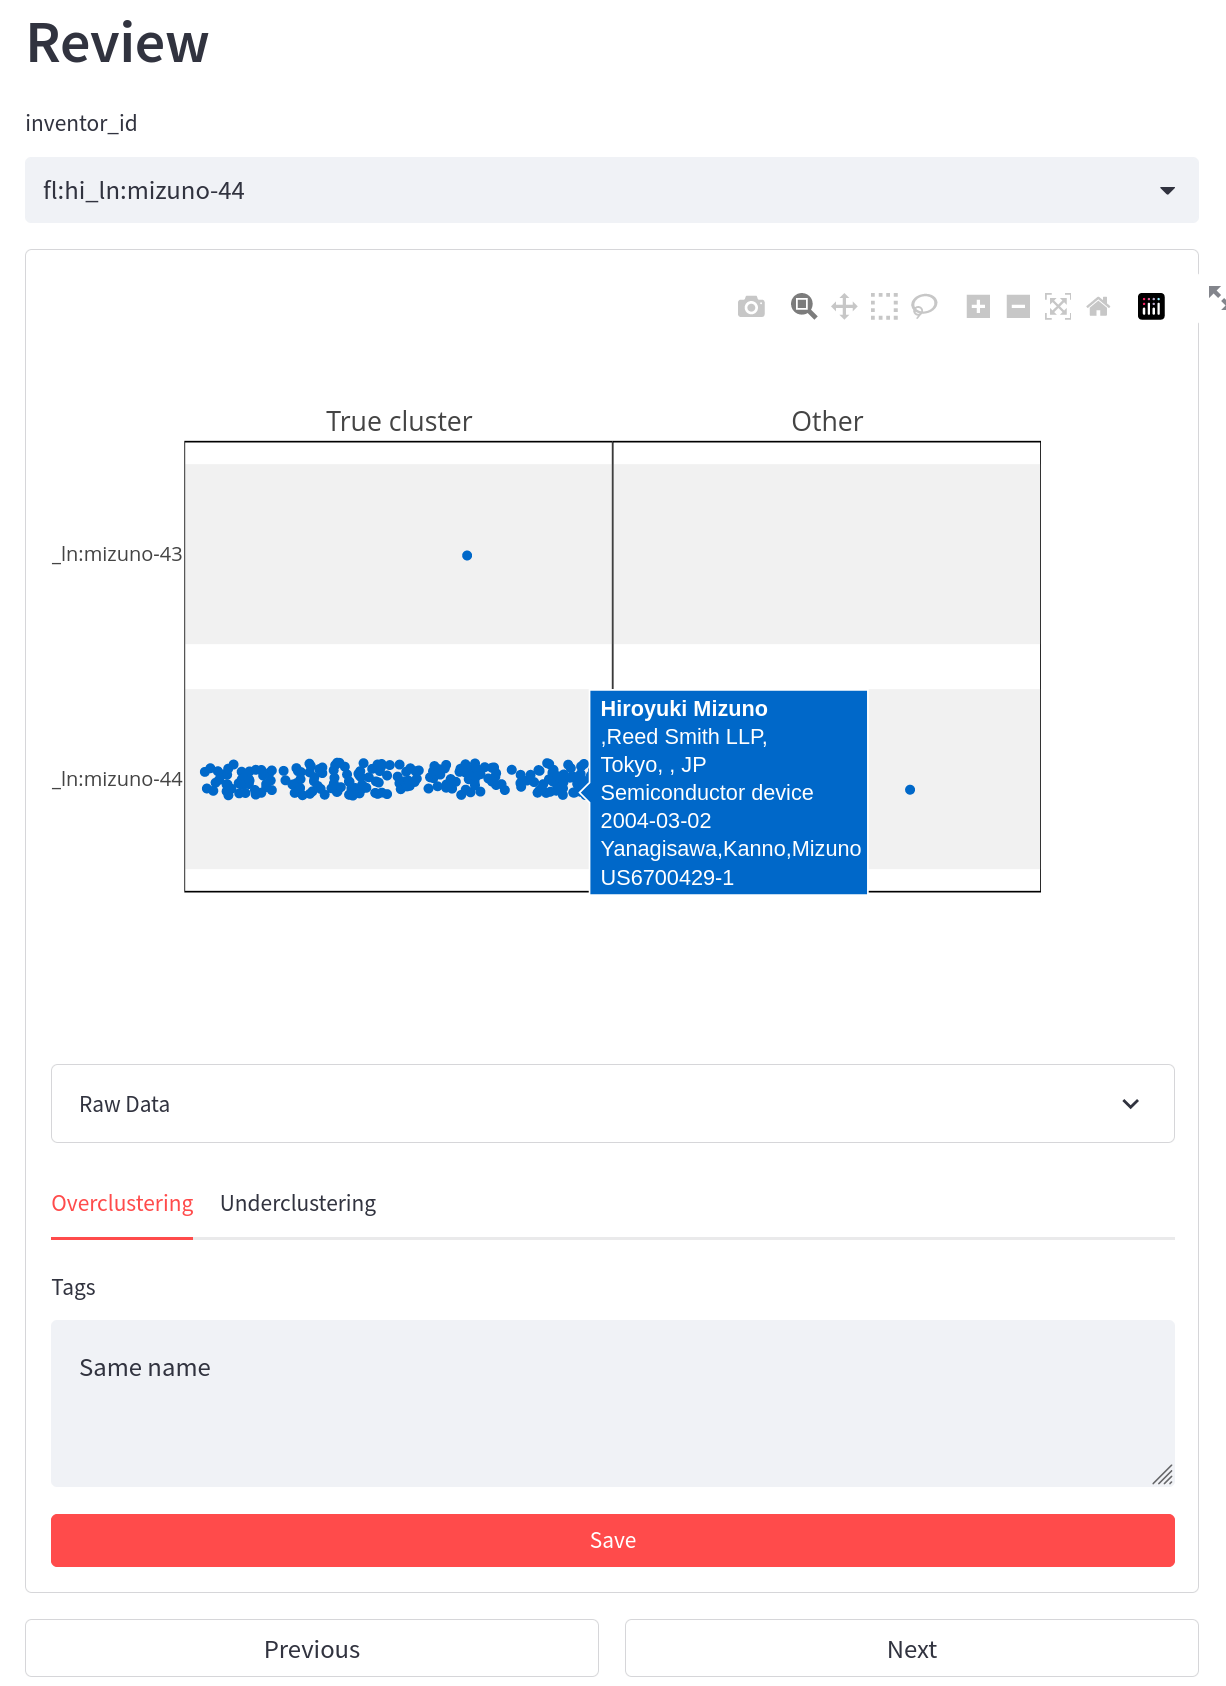 Review
inventor_id
fl:hi_ln:mizuno-44
True cluster
Other
_ln:mizuno-43
_ln:mizuno-44
Hiroyuki Mizuno
,Reed Smith LLP,
Tokyo, , JP
Semiconductor device
2004-03-02
Yanagisawa,Kanno,Mizuno
US6700429-1
Raw Data
Overclustering Underclustering
Tags
Same name
Save
Previous
Next